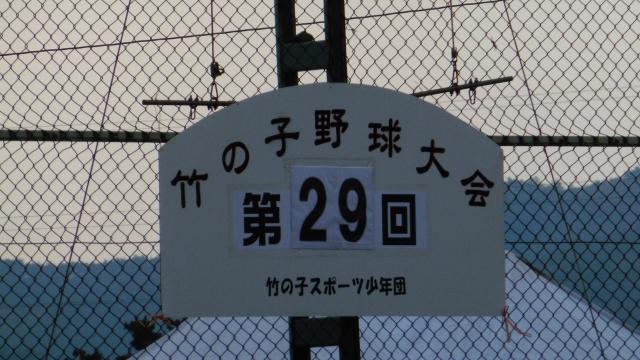 竹の子野球大会
第29回
竹の子スポーツ少年団